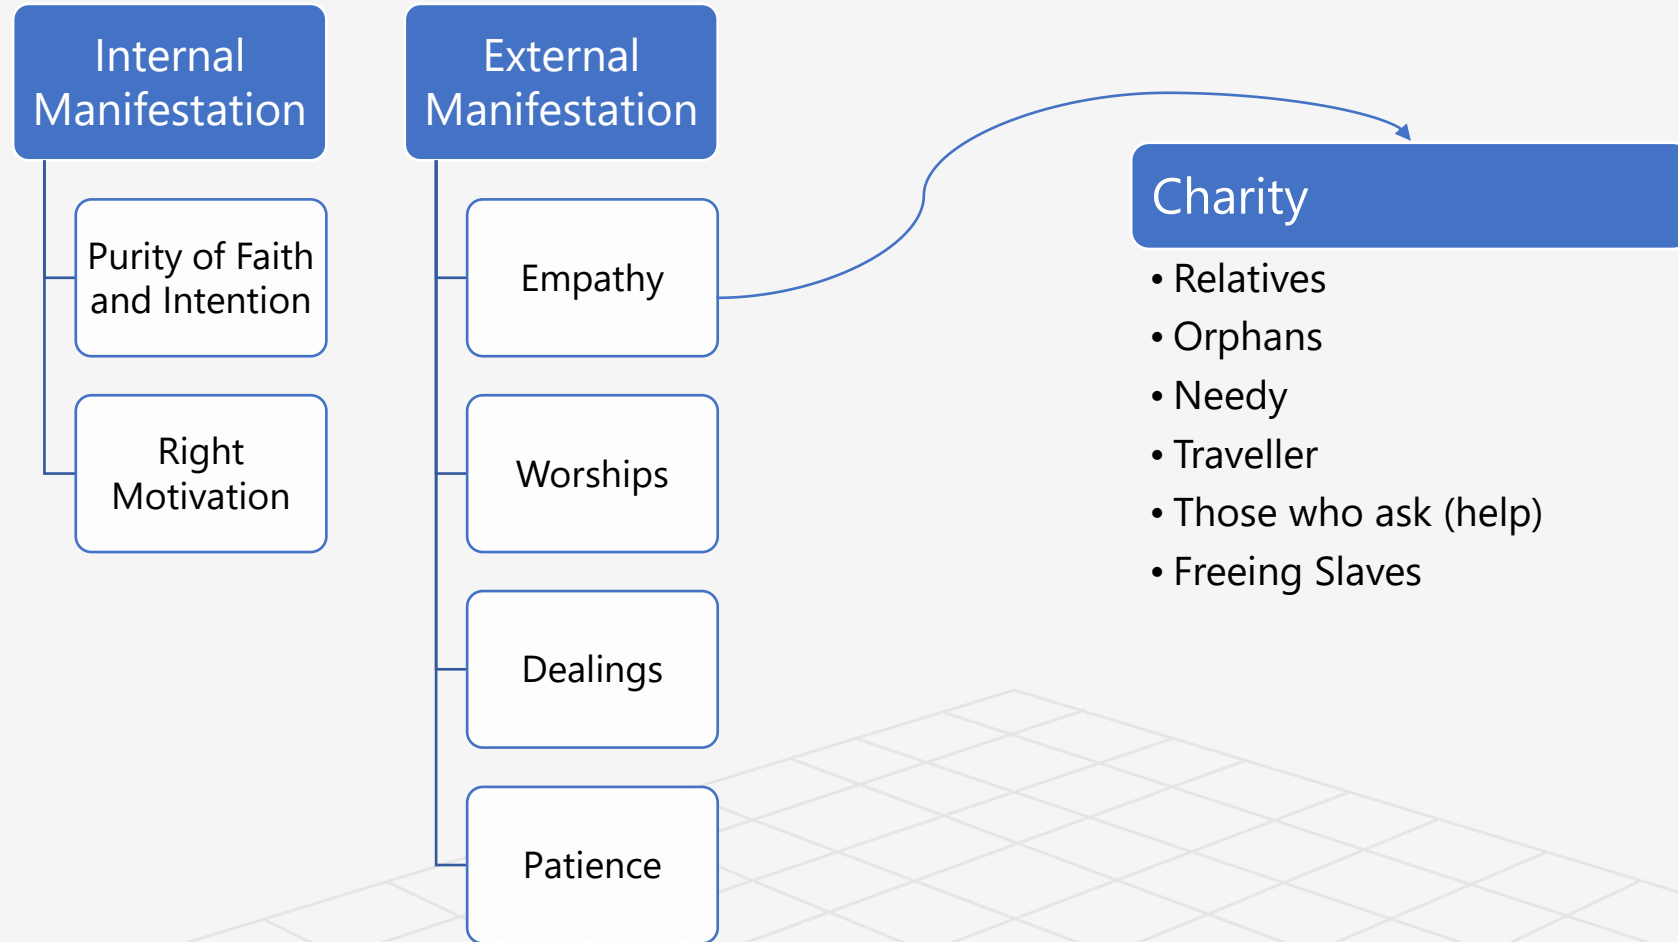 Internal
Manifestation
Purity of Faith
and Intention
Right
Motivation
External
Manifestation
Empathy
Worships
Dealings
Patience
Charity
• Relatives
• Orphans
• Needy
• Traveller
• Those who ask (help)
• Freeing Slaves